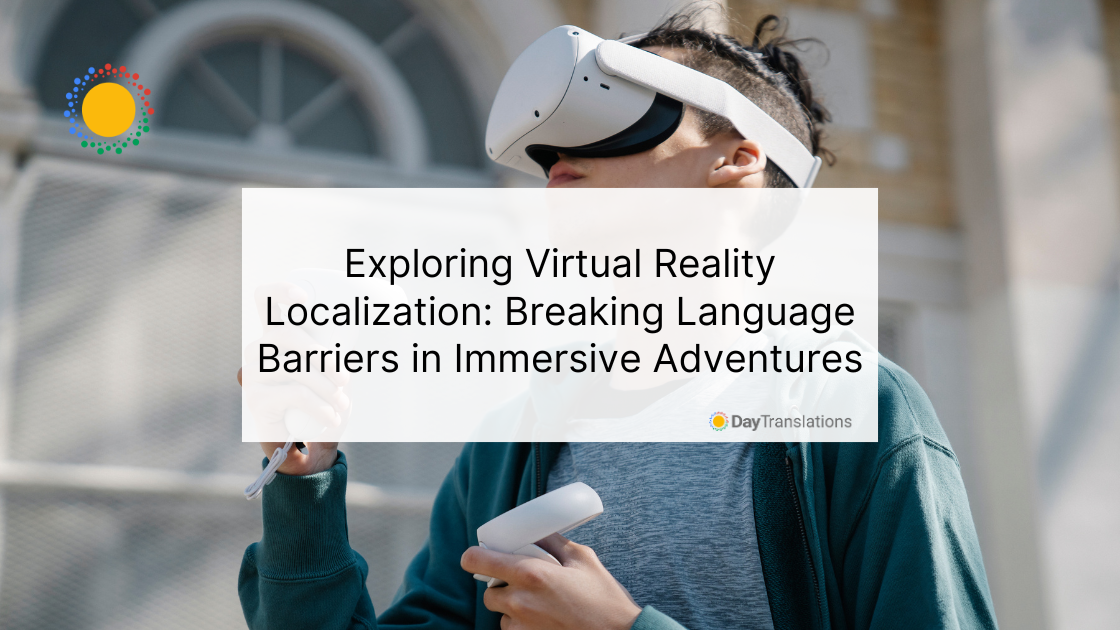 Exploring Virtual Reality
Localization: Breaking Language
Barriers in Immersive Adventures
DayTranslations